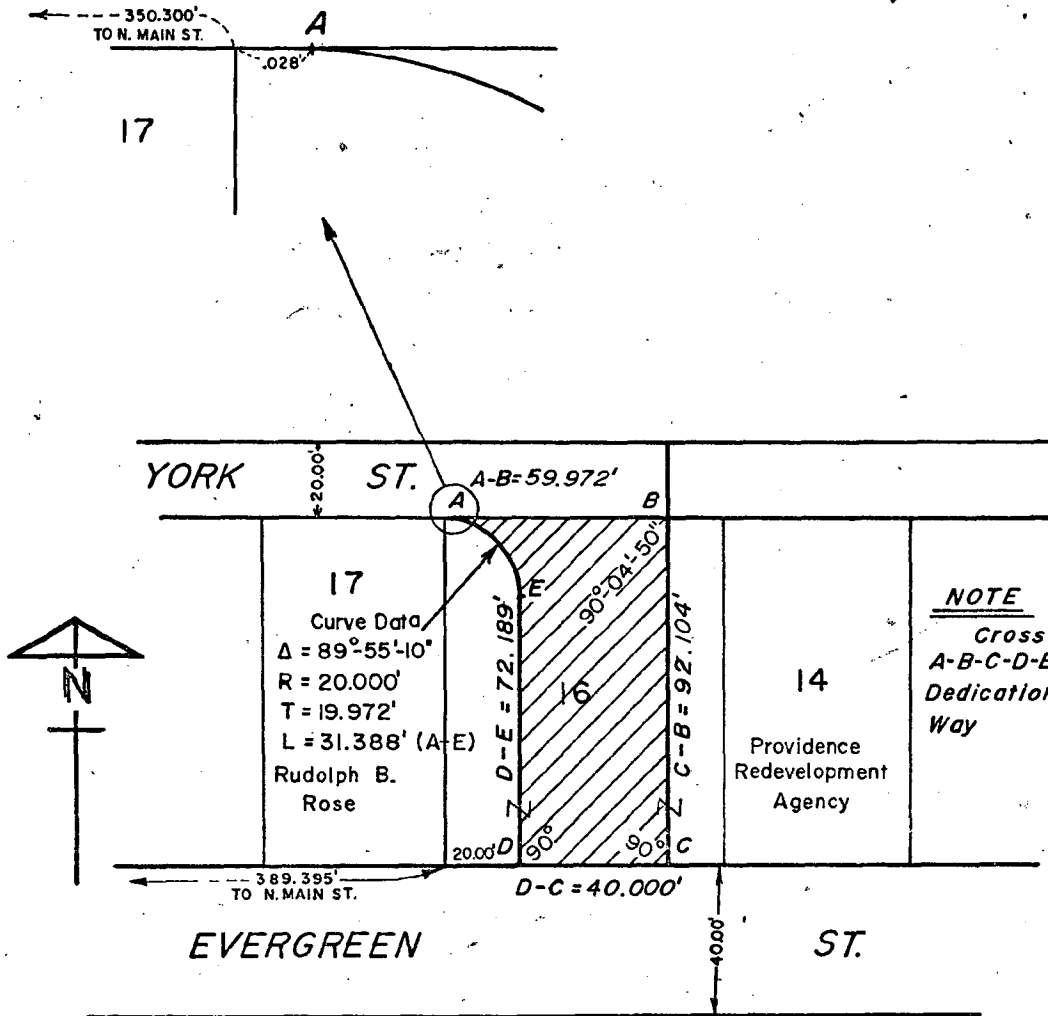 350.300'
TO N. MAIN ST.
A
.028'
17
YORK ST.
20.00'
A-B=59.972'
A
B
E
17
Curve Data
Δ = 89°-55'-10"
R = 20.000'
T = 19.972'
L = 31.388' (A-E)
Rudolph B.
Rose
D-E = 72.189'
90°-04'-50"
16
C-B = 92.104'
14
Providence
Redevelopment
Agency
NOTE
Cross
A-B-C-D-E
Dedication
Way
N
20.00'
D
90°
90°
C
389.395'
TO N. MAIN ST.
D-C = 40.000'
EVERGREEN ST.
40.00'